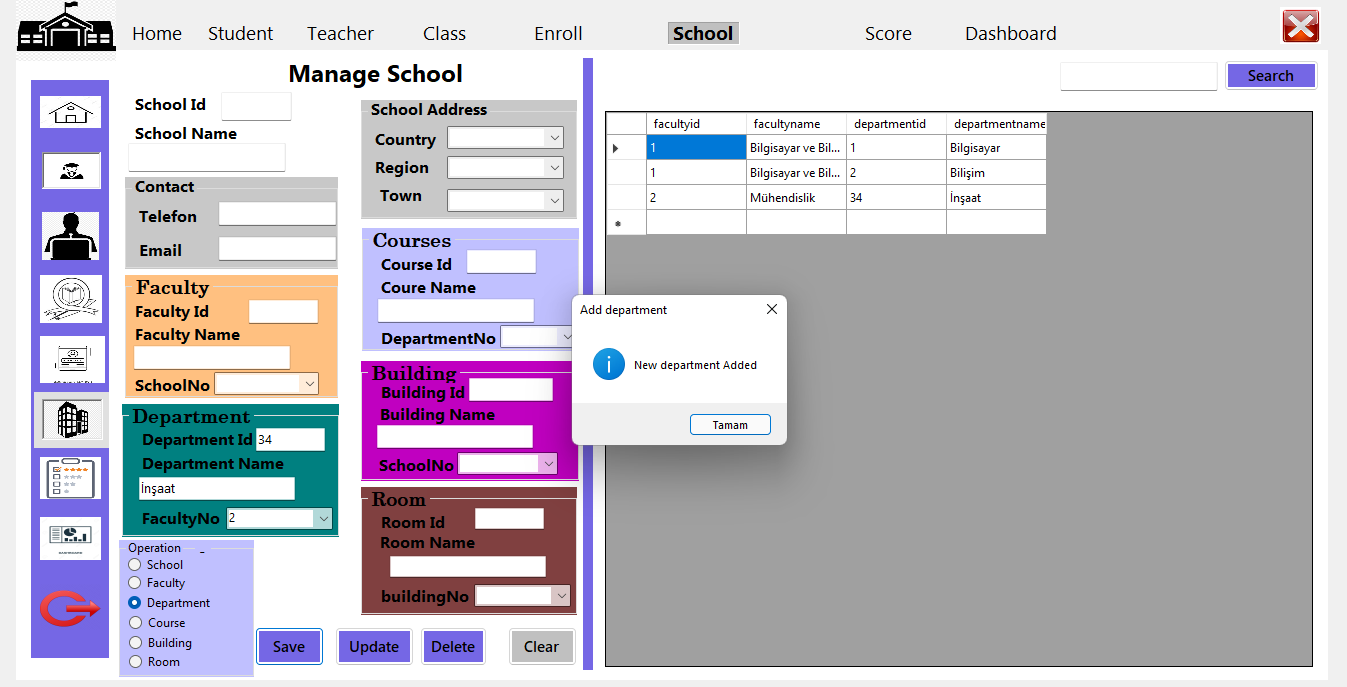 Home Student Teacher Class Enroll School Score Dashboard
Manage School
Search
School Id
School Name
Contact
Telefon
Email
School Address
Country
Region
Town
Faculty
Faculty Id
Faculty Name
SchoolNo
Courses
Course Id
Coure Name
DepartmentNo
Department
Department Id 34
Department Name
İnşaat
FacultyNo 2
Building
Building Id
Building Name
SchoolNo
Room
Room Id
Room Name
buildingNo
Operation
School
Faculty
Department
Course
Building
Room
Save Update Delete Clear
facultyid facultyname departmentid departmentname
1 Bilgisayar ve Bil... 1 Bilgisayar
1 Bilgisayar ve Bil... 2 Bilişim
2 Mühendislik 34 İnşaat
Add department
New department Added
Tamam